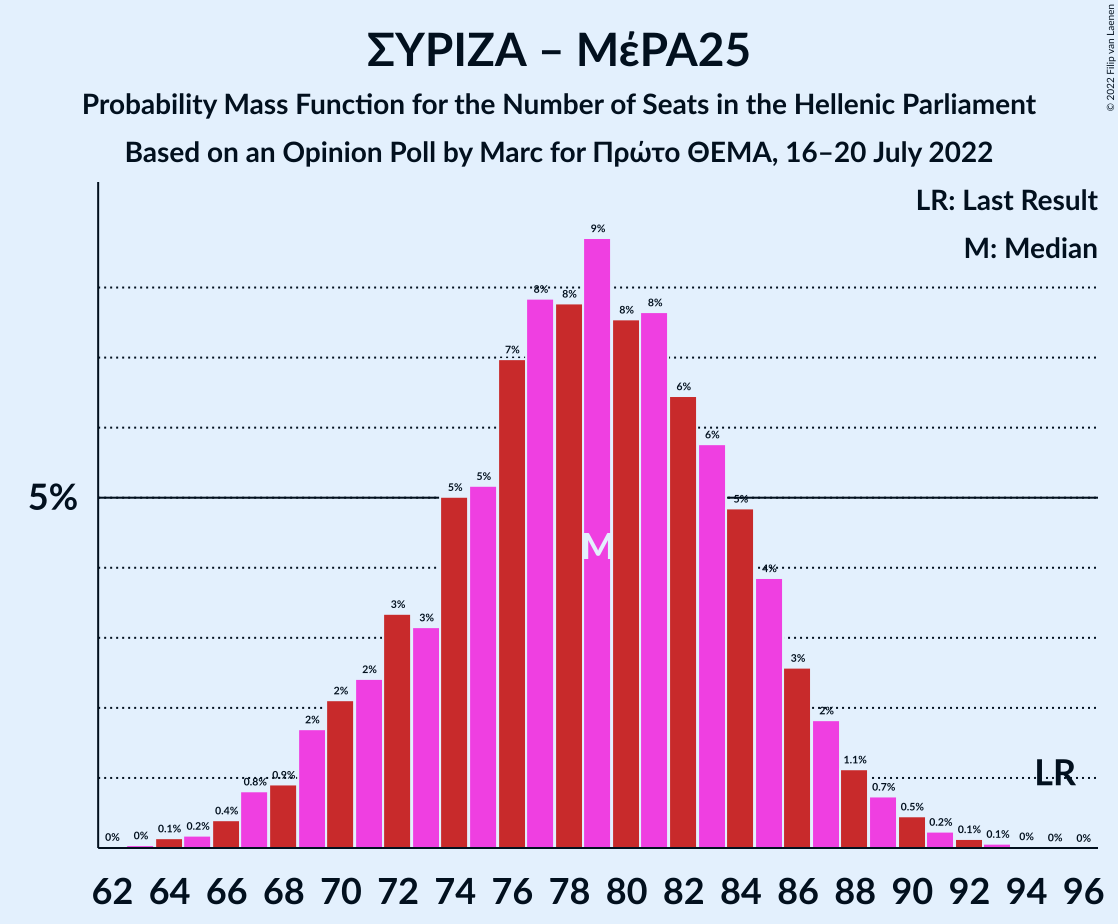 ΣΥΡΙΖΑ – ΜέΡΑ25
Probability Mass Function for the Number of Seats in the Hellenic Parliament
Based on an Opinion Poll by Marc for Πρώτο ΘΕΜΑ, 16–20 July 2022
© 2022 Filip van Laenen
LR: Last Result
M: Median
5%
0% 0% 0.1% 0.2% 0.4% 0.8% 0.9% 2% 2% 2% 3% 3% 5% 5% 7% 8% 8% 9% 8% 8% 6% 6% 5% 4% 3% 2% 1.1% 0.7% 0.5% 0.2% 0.1% 0.1% 0% 0% 0%
M
LR
62 64 66 68 70 72 74 76 78 80 82 84 86 88 90 92 94 96